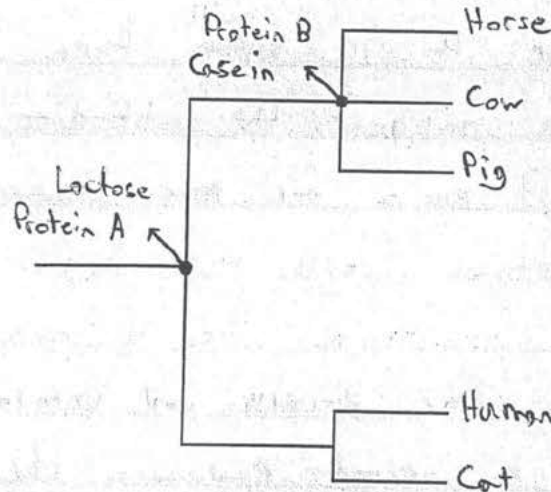 Protein B
Casein
Horse
Cow
Pig
Lactose
Protein A
Human
Cat